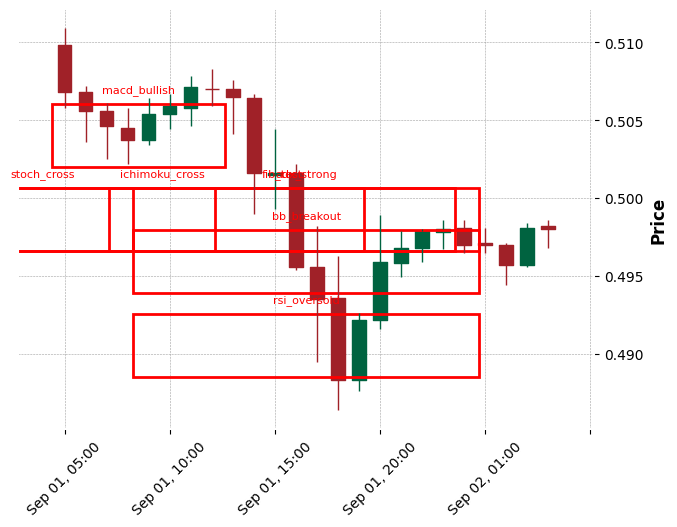 0.510
macd_bullish
0.505
stoch_cross
ichimoku_cross
0.500
bb_breakout
Price
0.495
rsi_oversold
0.490
Sep 01, 05:00
Sep 01, 10:00
Sep 01, 15:00
Sep 01, 20:00
Sep 02, 01:00